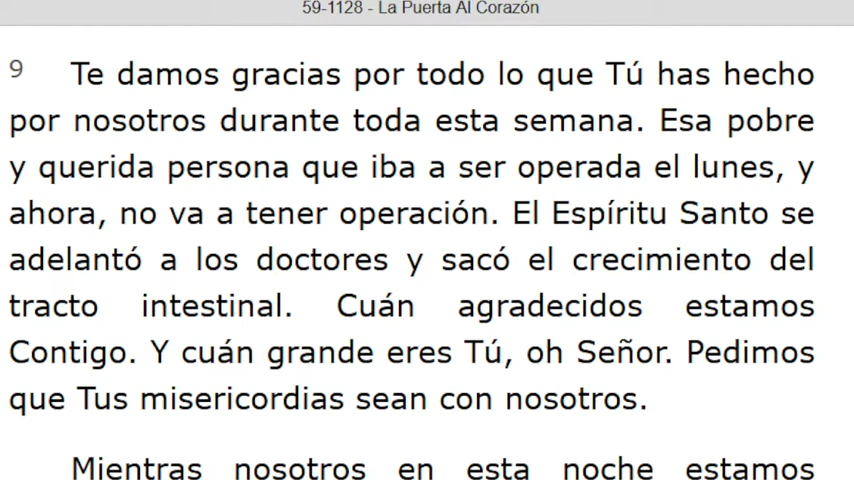 59-1128 - La Puerta Al Corazón
9 Te damos gracias por todo lo que Tú has hecho
por nosotros durante toda esta semana. Esa pobre
y querida persona que iba a ser operada el lunes, y
ahora, no va a tener operación. El Espíritu Santo se
adelantó a los doctores y sacó el crecimiento del
tracto intestinal. Cuán agradecidos estamos
Contigo. Y cuán grande eres Tú, oh Señor. Pedimos
que Tus misericordias sean con nosotros.
Mientras nosotros en esta noche estamos